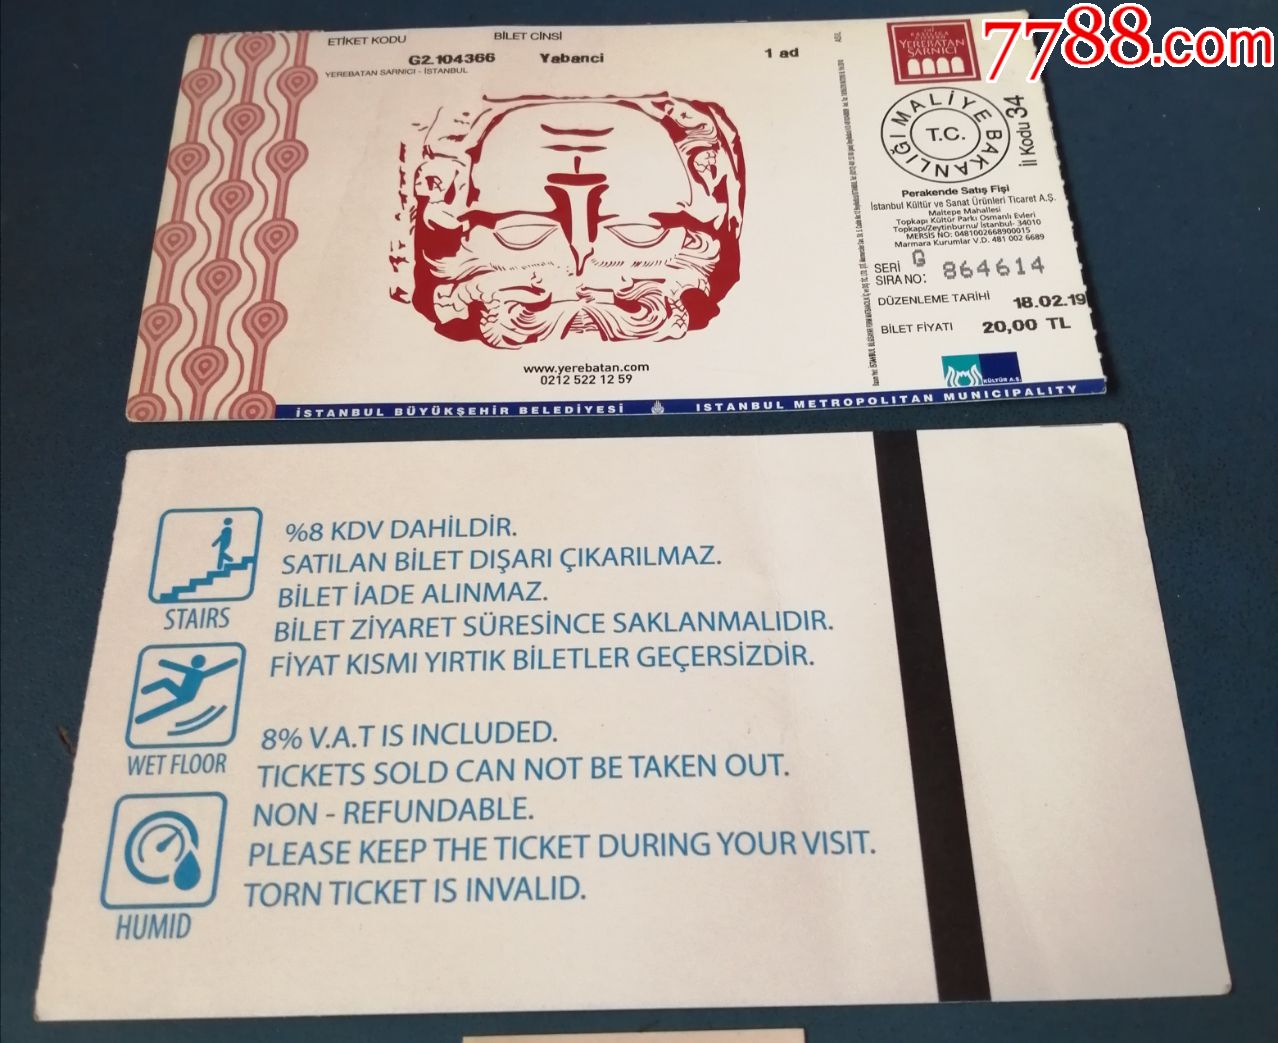 7788.com
ETİKET KODU
BİLET CİNSİ
G2.104366
Yabanci
1 ad
YEREBATAN SARNICI - İSTANBUL
YEREBATAN
SARNICI
MALİYE BAKANLIĞI
T.C.
İl Kodu 34
Perakende Satış Fişi
İstanbul Kültür ve Sanat Ürünleri Ticaret A.Ş.
Maltepe Mahallesi
Topkapı Kültür Parkı Osmanlı Evleri
Topkapı/Zeytinburnu/ İstanbul- 34010
MERSİS NO: 0481002668900015
Marmara Kurumlar V.D. 481 002 6689
SERİ G
SIRA NO: 864614
DÜZENLEME TARİHİ 18.02.19
BİLET FİYATI 20,00 TL
KÜLTÜR A.Ş.
www.yerebatan.com
0212 522 12 59
İSTANBUL BÜYÜKŞEHİR BELEDİYESİ
ISTANBUL METROPOLITAN MUNICIPALITY
STAIRS
WET FLOOR
HUMID
%8 KDV DAHİLDİR.
SATILAN BİLET DIŞARI ÇIKARILMAZ.
BİLET İADE ALINMAZ.
BİLET ZİYARET SÜRESİNCE SAKLANMALIDIR.
FİYAT KISMI YIRTIK BİLETLER GEÇERSİZDİR.
8% V.A.T IS INCLUDED.
TICKETS SOLD CAN NOT BE TAKEN OUT.
NON - REFUNDABLE.
PLEASE KEEP THE TICKET DURING YOUR VISIT.
TORN TICKET IS INVALID.